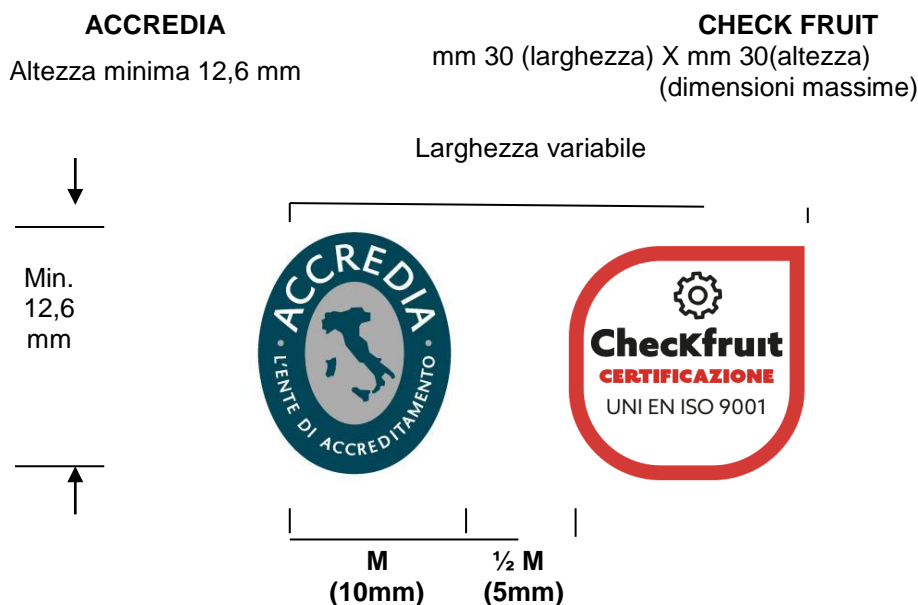 ACCREDIA
Altezza minima 12,6 mm
CHECK FRUIT
mm 30 (larghezza) X mm 30(altezza)
(dimensioni massime)
Larghezza variabile
Min.
12,6
mm
ACCREDIA
L'ENTE DI ACCREDITAMENTO
CheckFruit
CERTIFICAZIONE
UNI EN ISO 9001
M
(10mm)
½ M
(5mm)